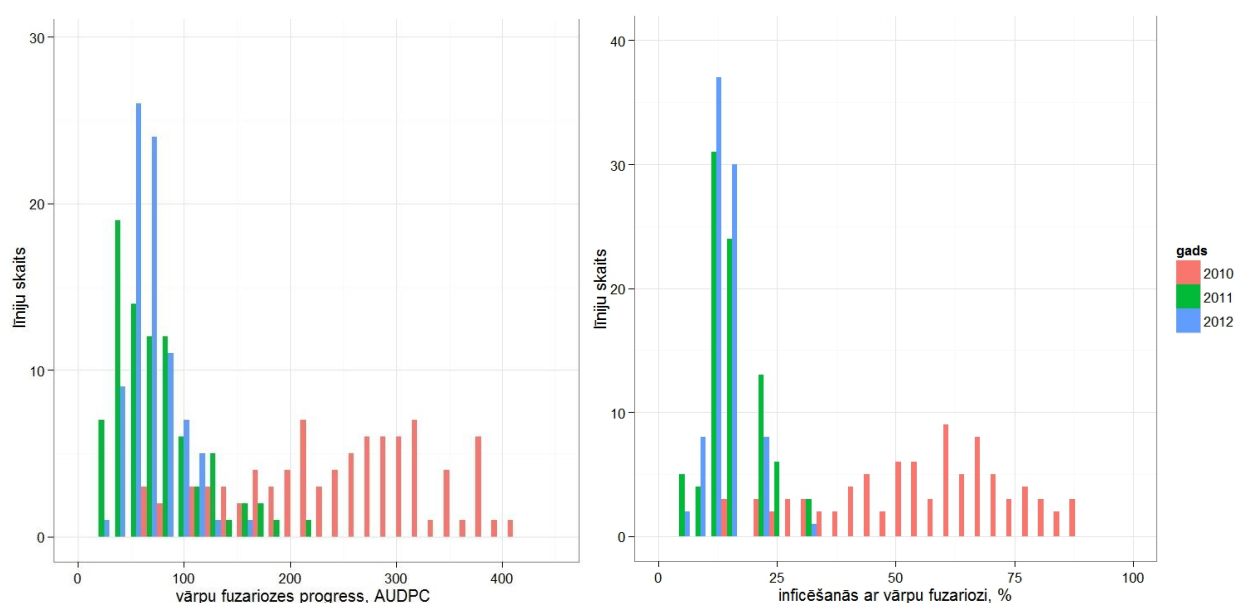 30
20
10
0
līniju skaits
0 100 200 300 400
vārpu fuzariozes progress, AUDPC
40
30
20
10
0
līniju skaits
0 25 50 75 100
inficēšanās ar vārpu fuzariozi, %
gads
2010
2011
2012